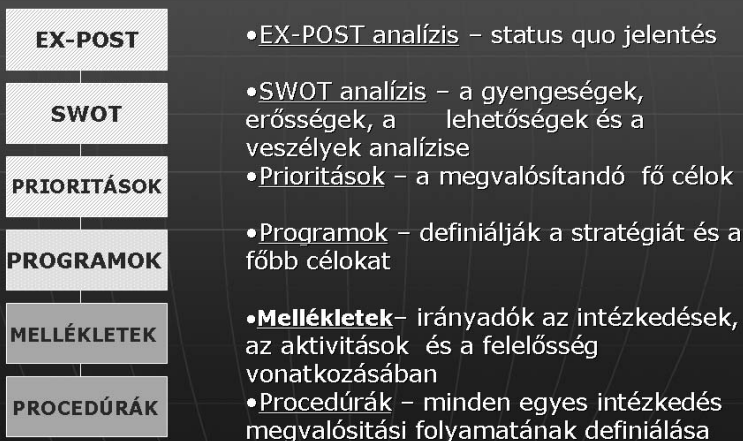 EX-POST
•EX-POST analízis – status quo jelentés
SWOT
•SWOT analízis – a gyengeségek,
erősségek, a lehetőségek és a
veszélyek analízise
PRIORITÁSOK
•Prioritások – a megvalósítandó fő célok
PROGRAMOK
•Programok – definiálják a stratégiát és a
főbb célokat
MELLÉKLETEK
•Mellékletek– irányadók az intézkedések,
az aktivitások és a felelősség
vonatkozásában
PROCEDÚRÁK
•Procedúrák – minden egyes intézkedés
megvalósitási folyamatának definiálása